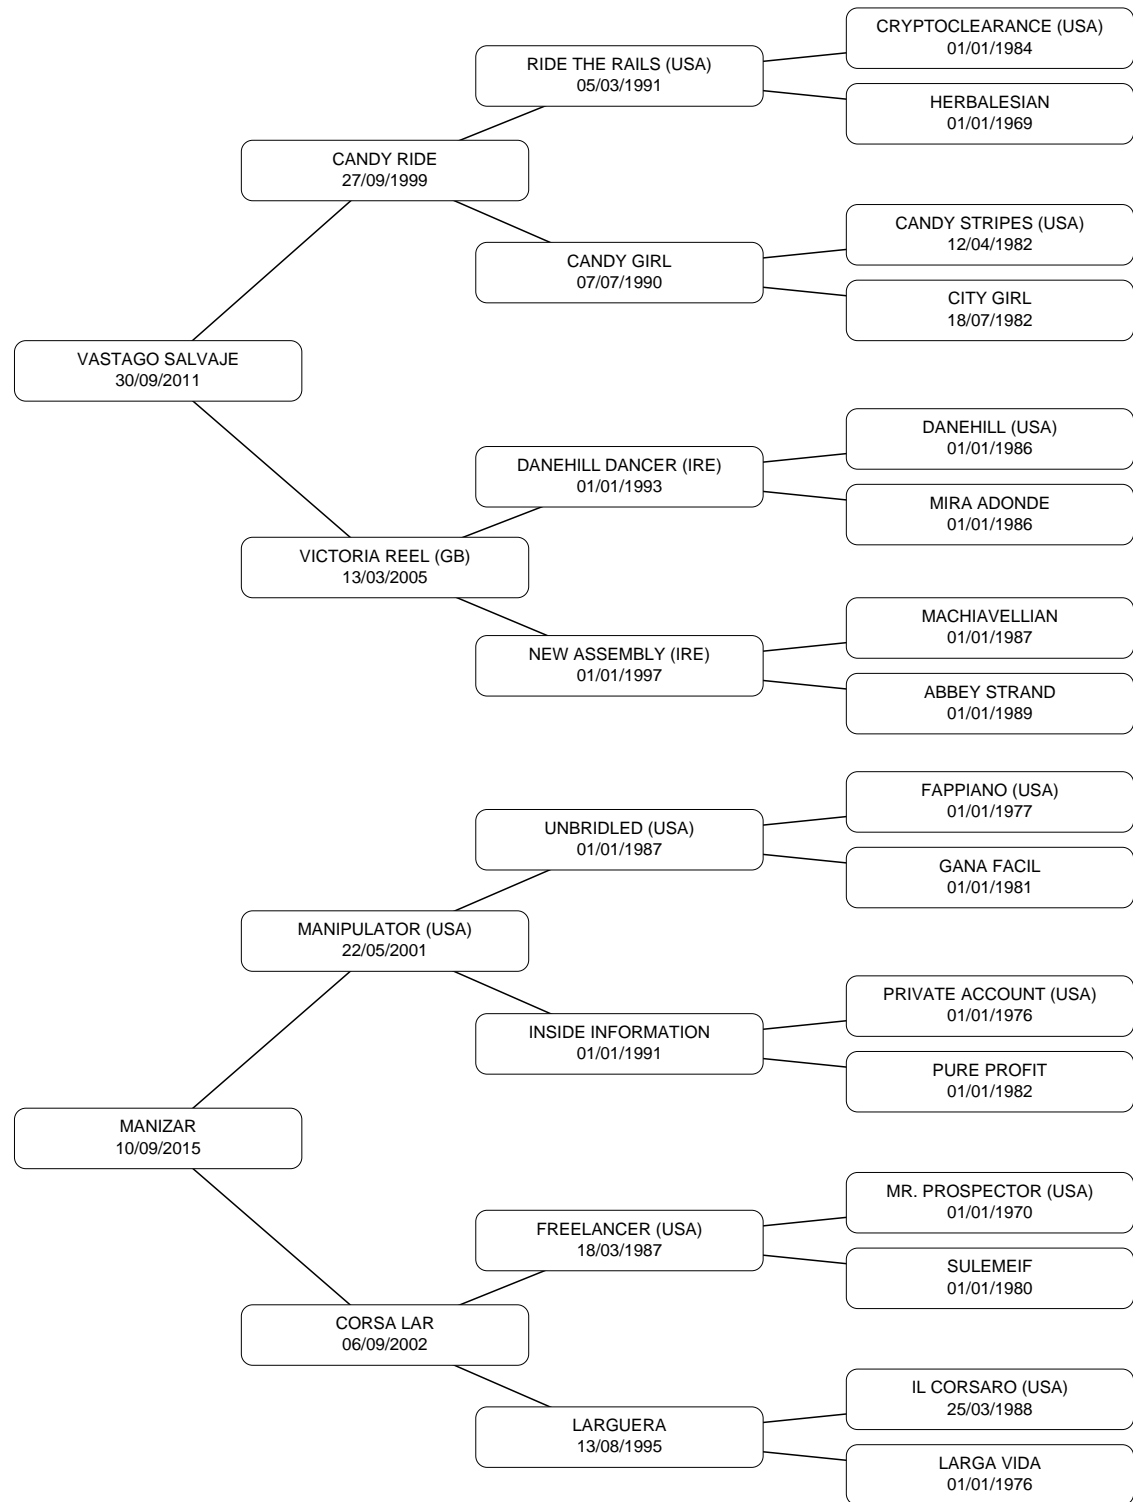 CRYPTOCLEARANCE (USA)
01/01/1984
RIDE THE RAILS (USA)
05/03/1991
HERBALESIAN
01/01/1969
CANDY RIDE
27/09/1999
CANDY STRIPES (USA)
12/04/1982
CANDY GIRL
07/07/1990
CITY GIRL
18/07/1982
VASTAGO SALVAJE
30/09/2011
DANEHILL (USA)
01/01/1986
DANEHILL DANCER (IRE)
01/01/1993
MIRA ADONDE
01/01/1986
VICTORIA REEL (GB)
13/03/2005
MACHIAVELLIAN
01/01/1987
NEW ASSEMBLY (IRE)
01/01/1997
ABBEY STRAND
01/01/1989
FAPPIANO (USA)
01/01/1977
UNBRIDLED (USA)
01/01/1987
GANA FACIL
01/01/1981
MANIPULATOR (USA)
22/05/2001
PRIVATE ACCOUNT (USA)
01/01/1976
INSIDE INFORMATION
01/01/1991
PURE PROFIT
01/01/1982
MANIZAR
10/09/2015
MR. PROSPECTOR (USA)
01/01/1970
FREELANCER (USA)
18/03/1987
SULEMEIF
01/01/1980
CORSA LAR
06/09/2002
IL CORSARO (USA)
25/03/1988
LARGUERA
13/08/1995
LARGA VIDA
01/01/1976